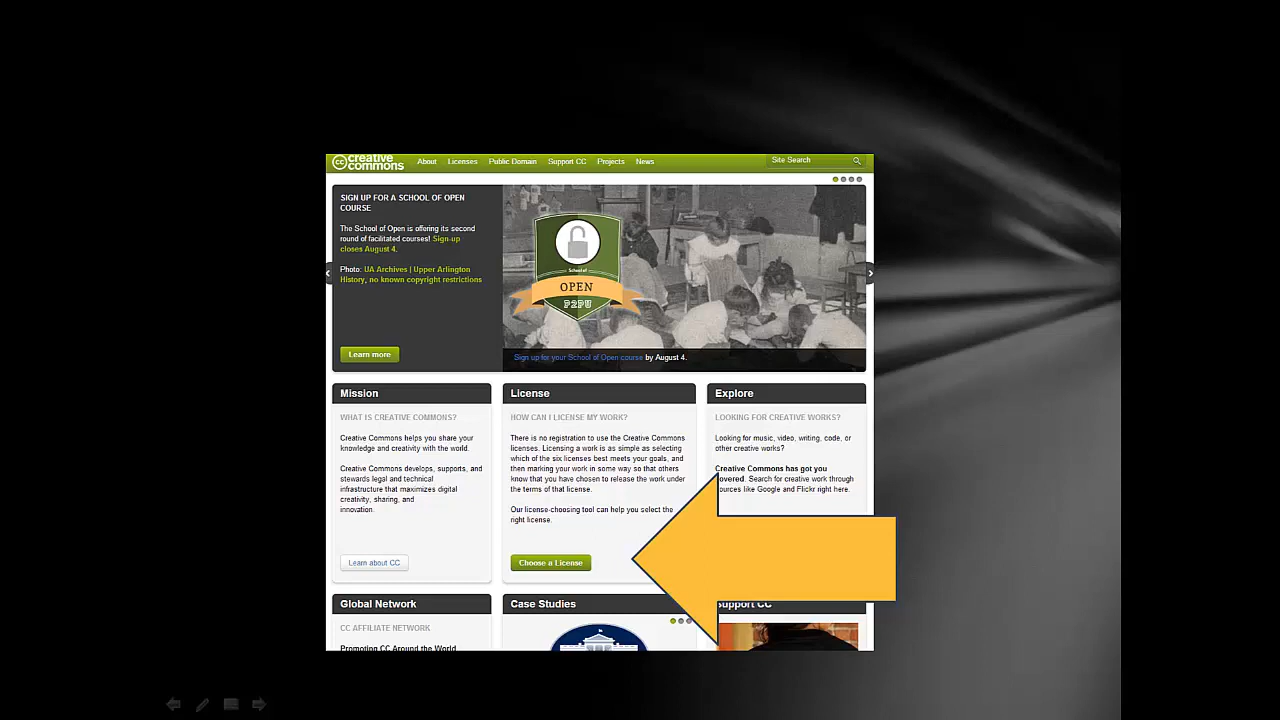 creative commons
About Licenses Public Domain Support CC Projects News
Site Search
SIGN UP FOR A SCHOOL OF OPEN
COURSE
The School of Open is offering its second
round of facilitated courses! Sign-up
closes August 4.
Photo: UA Archives | Upper Arlington
History, no known copyright restrictions
Learn more
School of
OPEN
P2PU
Sign up for your School of Open course by August 4.
Mission
WHAT IS CREATIVE COMMONS?
Creative Commons helps you share your
knowledge and creativity with the world.
Creative Commons develops, supports, and
stewards legal and technical
infrastructure that maximizes digital
creativity, sharing, and
innovation.
Learn about CC
License
HOW CAN I LICENSE MY WORK?
There is no registration to use the Creative Commons
licenses. Licensing a work is as simple as selecting
which of the six licenses best meets your goals, and
then marking your work in some way so that others
know that you have chosen to release the work under
the terms of that license.
Our license-choosing tool can help you select the
right license.
Choose a License
Explore
LOOKING FOR CREATIVE WORKS?
Looking for music, video, writing, code, or
other creative works?
Creative Commons has got you
covered. Search for creative work through
sources like Google and Flickr right here.
Global Network
CC AFFILIATE NETWORK
Promoting CC Around the World
Case Studies
Support CC